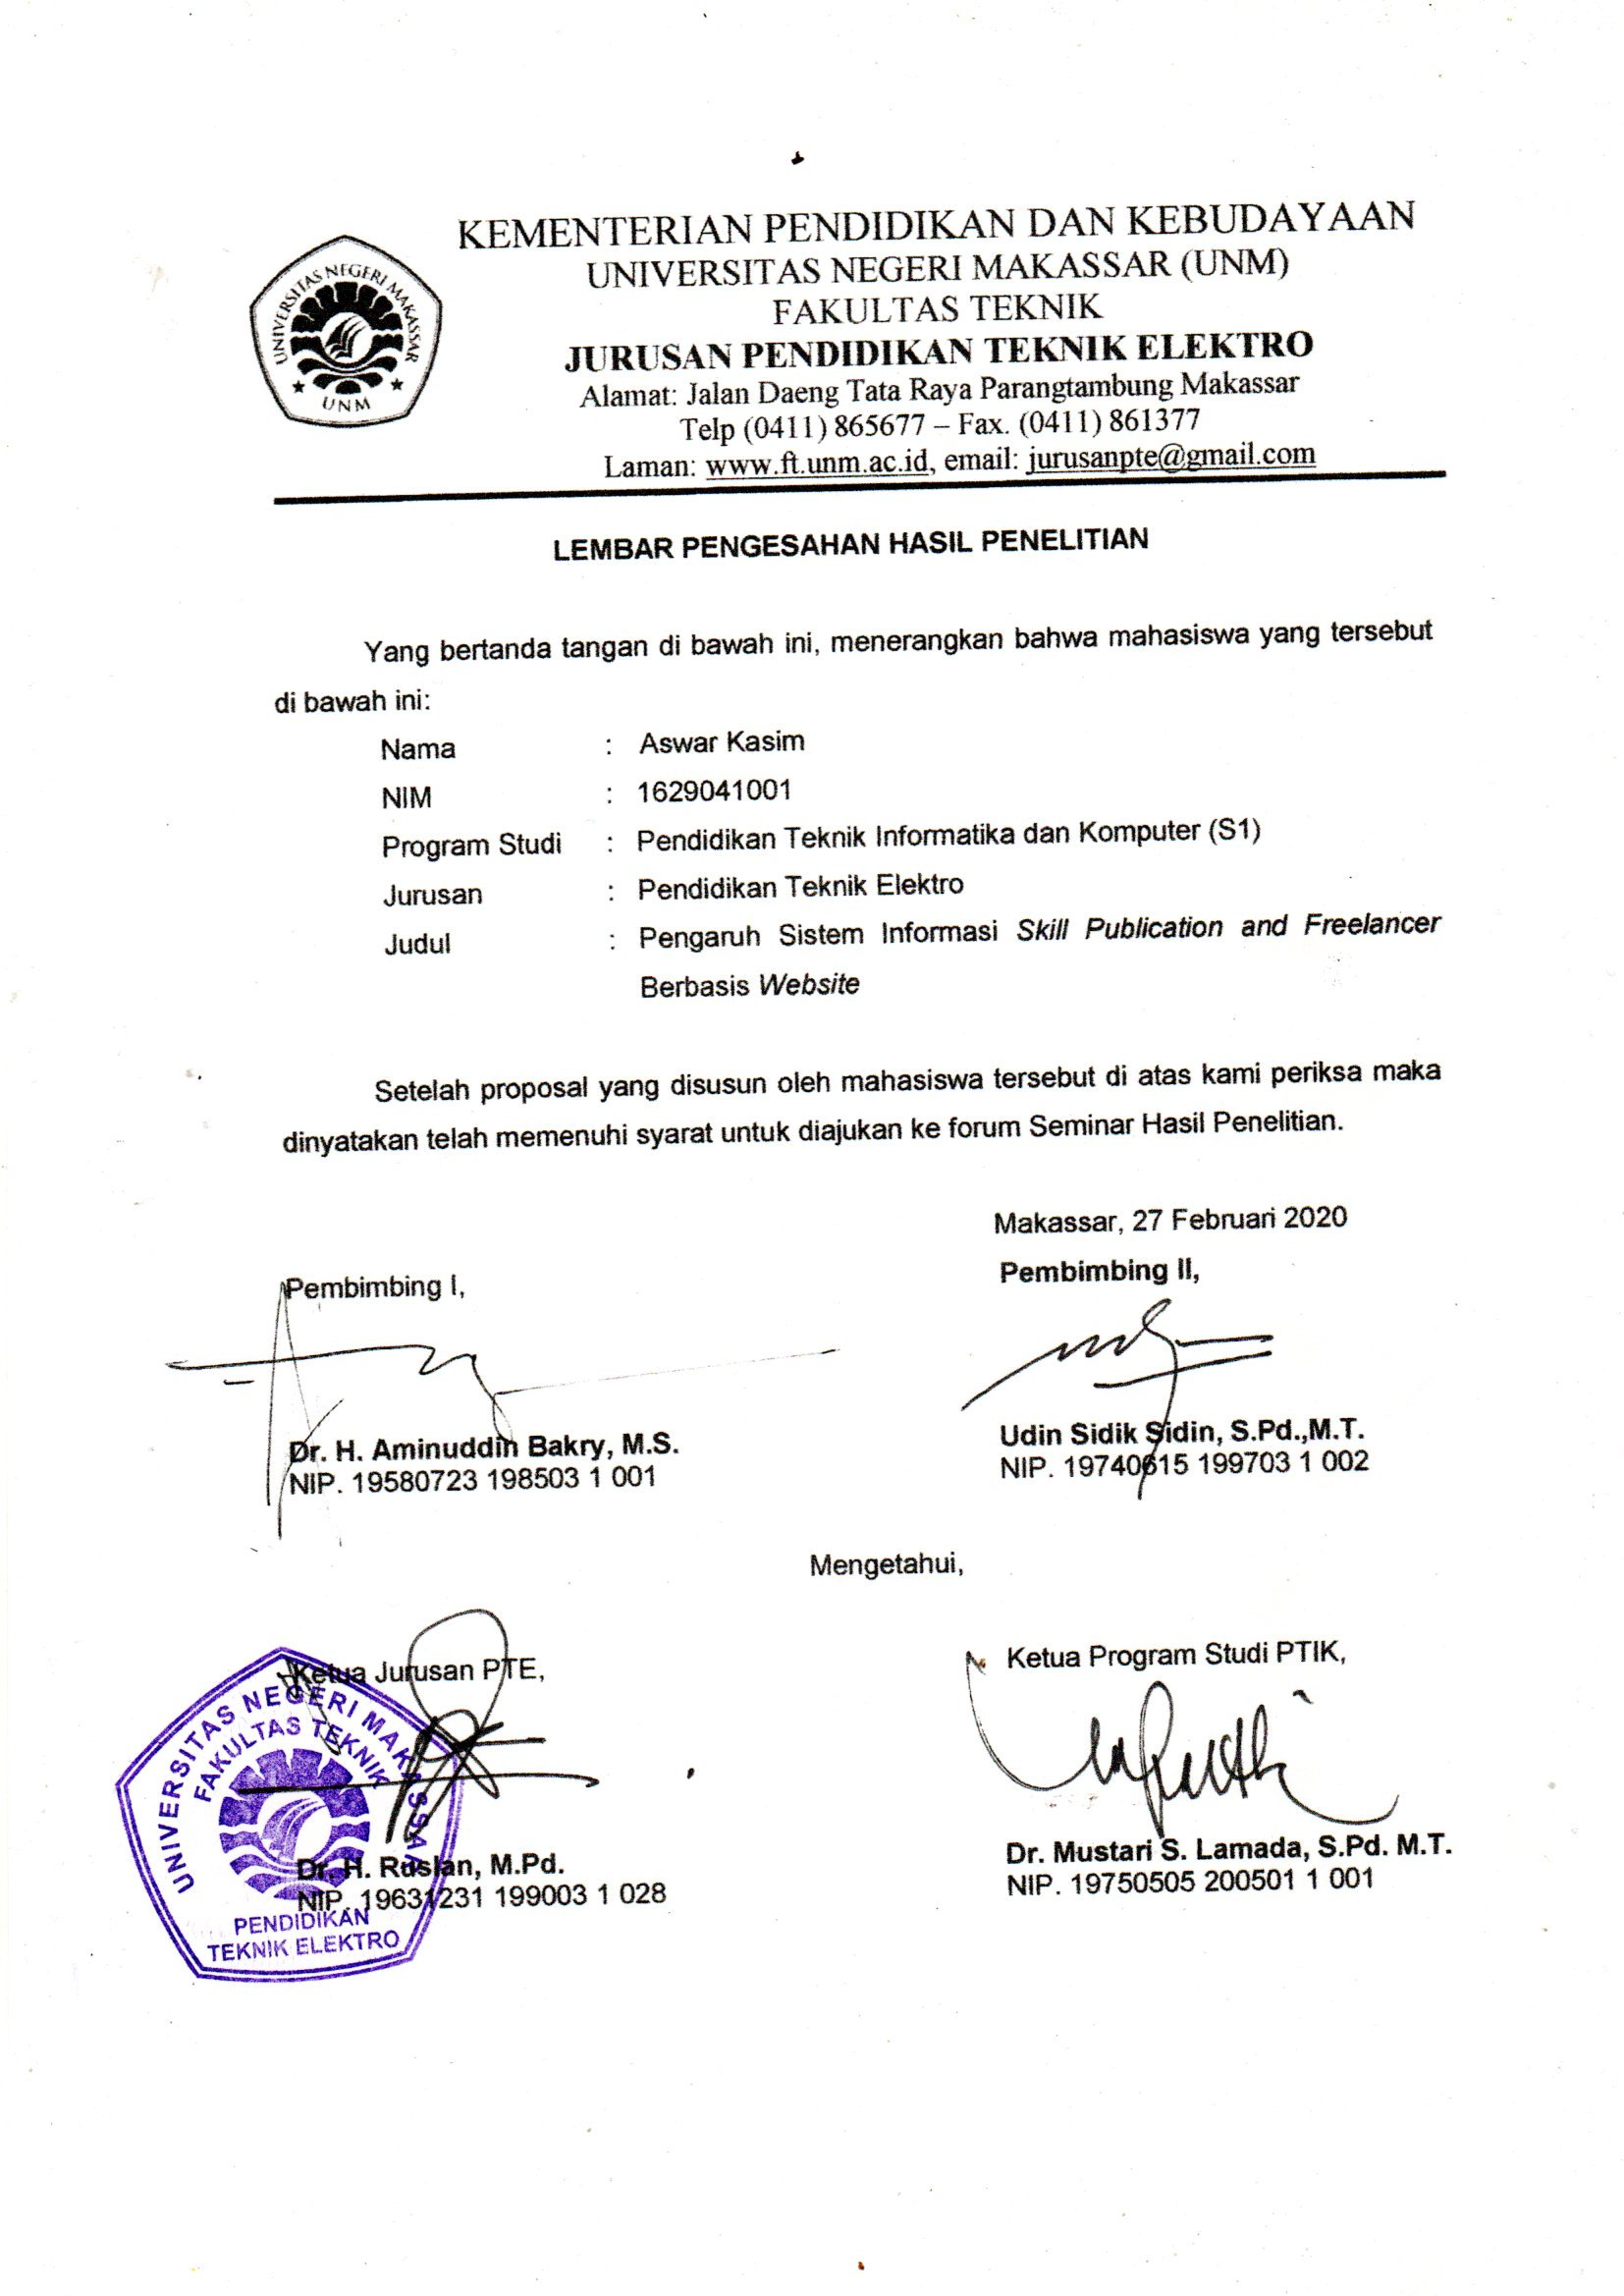 KEMENTERIAN PENDIDIKAN DAN KEBUDAYAAN
UNIVERSITAS NEGERI MAKASSAR (UNM)
FAKULTAS TEKNIK
JURUSAN PENDIDIKAN TEKNIK ELEKTRO
Alamat: Jalan Daeng Tata Raya Parangtambung Makassar
Telp (0411) 865677 – Fax. (0411) 861377
Laman: www.ft.unm.ac.id, email: jurusanpte@gmail.com
UNIVERSITAS NEGERI MAKASSAR
UNM
LEMBAR PENGESAHAN HASIL PENELITIAN
Yang bertanda tangan di bawah ini, menerangkan bahwa mahasiswa yang tersebut
di bawah ini:
Nama : Aswar Kasim
NIM : 1629041001
Program Studi : Pendidikan Teknik Informatika dan Komputer (S1)
Jurusan : Pendidikan Teknik Elektro
Judul : Pengaruh Sistem Informasi Skill Publication and Freelancer
Berbasis Website
Setelah proposal yang disusun oleh mahasiswa tersebut di atas kami periksa maka
dinyatakan telah memenuhi syarat untuk diajukan ke forum Seminar Hasil Penelitian.
Makassar, 27 Februari 2020
Pembimbing I,
Pembimbing II,
Dr. H. Aminuddin Bakry, M.S.
NIP. 19580723 198503 1 001
Udin Sidik Sidin, S.Pd.,M.T.
NIP. 19740615 199703 1 002
Mengetahui,
Ketua Jurusan PTE,
Ketua Program Studi PTIK,
Dr. H. Ruslan, M.Pd.
NIP. 19631231 199003 1 028
Dr. Mustari S. Lamada, S.Pd. M.T.
NIP. 19750505 200501 1 001
UNIVERSITAS NEGERI MAKASSAR
FAKULTAS TEKNIK
PENDIDIKAN
TEKNIK ELEKTRO